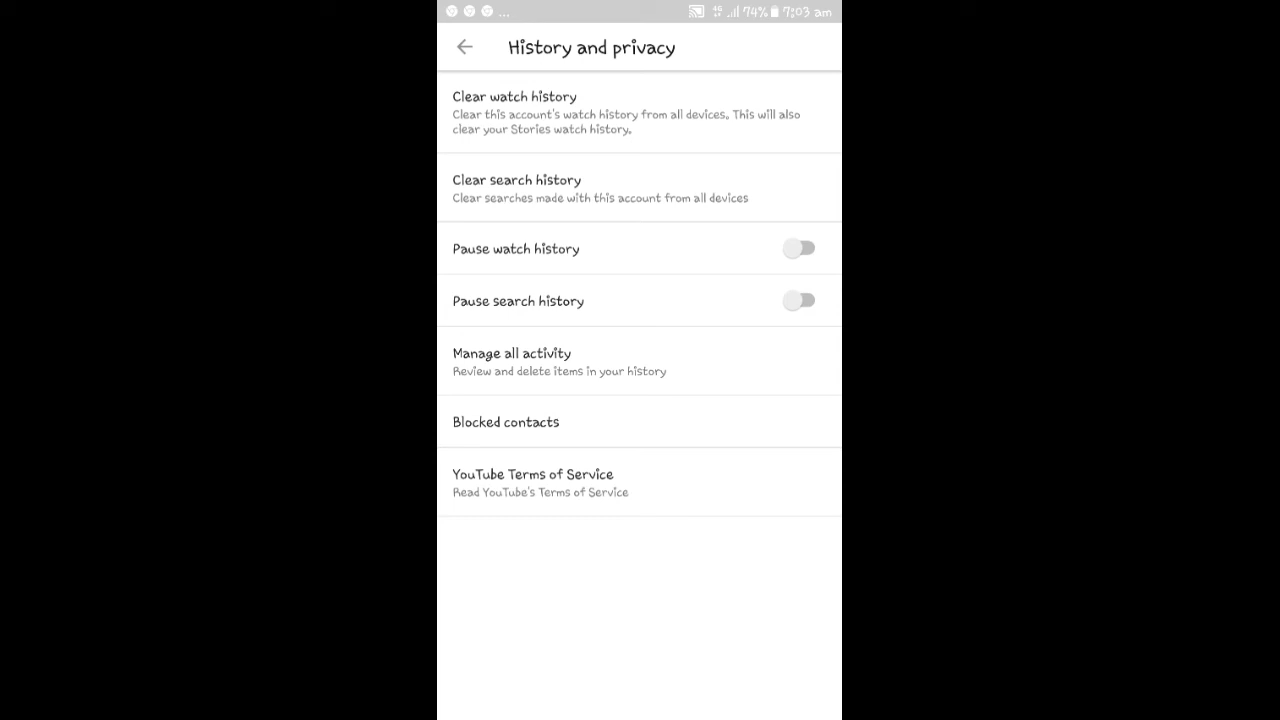 ... 4G 74% 7:03 am
History and privacy
Clear watch history
Clear this account's watch history from all devices. This will also
clear your Stories watch history.
Clear search history
Clear searches made with this account from all devices
Pause watch history
Pause search history
Manage all activity
Review and delete items in your history
Blocked contacts
YouTube Terms of Service
Read YouTube's Terms of Service